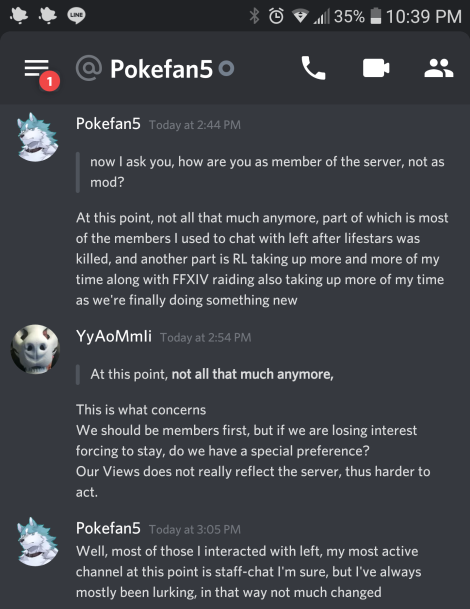 LINE
35%
10:39 PM
1
@ Pokefan5
Pokefan5 Today at 2:44 PM
now I ask you, how are you as member of the server, not as
mod?
At this point, not all that much anymore, part of which is most
of the members I used to chat with left after lifestars was
killed, and another part is RL taking up more and more of my
time along with FFXIV raiding also taking up more of my time
as we're finally doing something new
YyAoMmIi Today at 2:54 PM
At this point, not all that much anymore,
This is what concerns
We should be members first, but if we are losing interest
forcing to stay, do we have a special preference?
Our Views does not really reflect the server, thus harder to
act.
Pokefan5 Today at 3:05 PM
Well, most of those I interacted with left, my most active
channel at this point is staff-chat I'm sure, but I've always
mostly been lurking, in that way not much changed